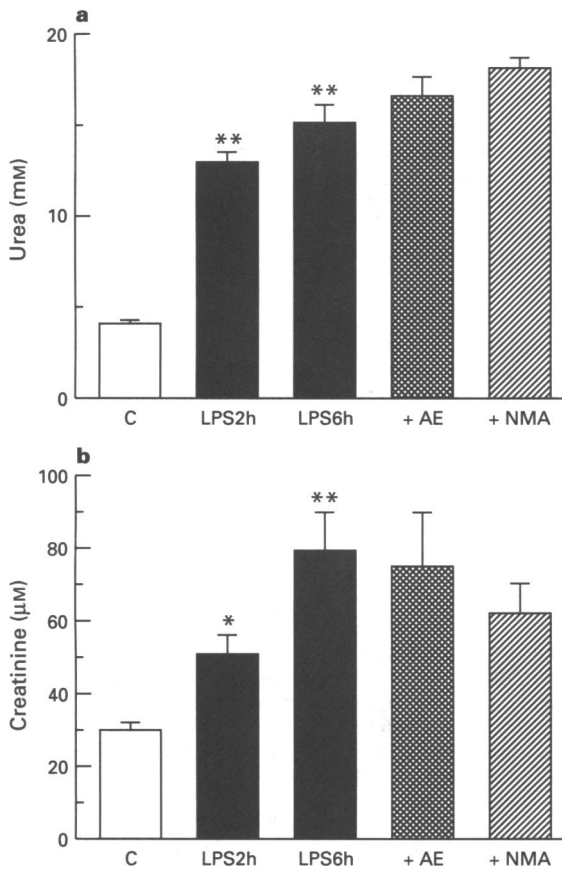 a
20
**
**
10
Urea (mM)
0
C LPS2h LPS6h + AE + NMA
b
100
**
80
*
60
40
20
Creatinine (μM)
0
C LPS2h LPS6h + AE + NMA